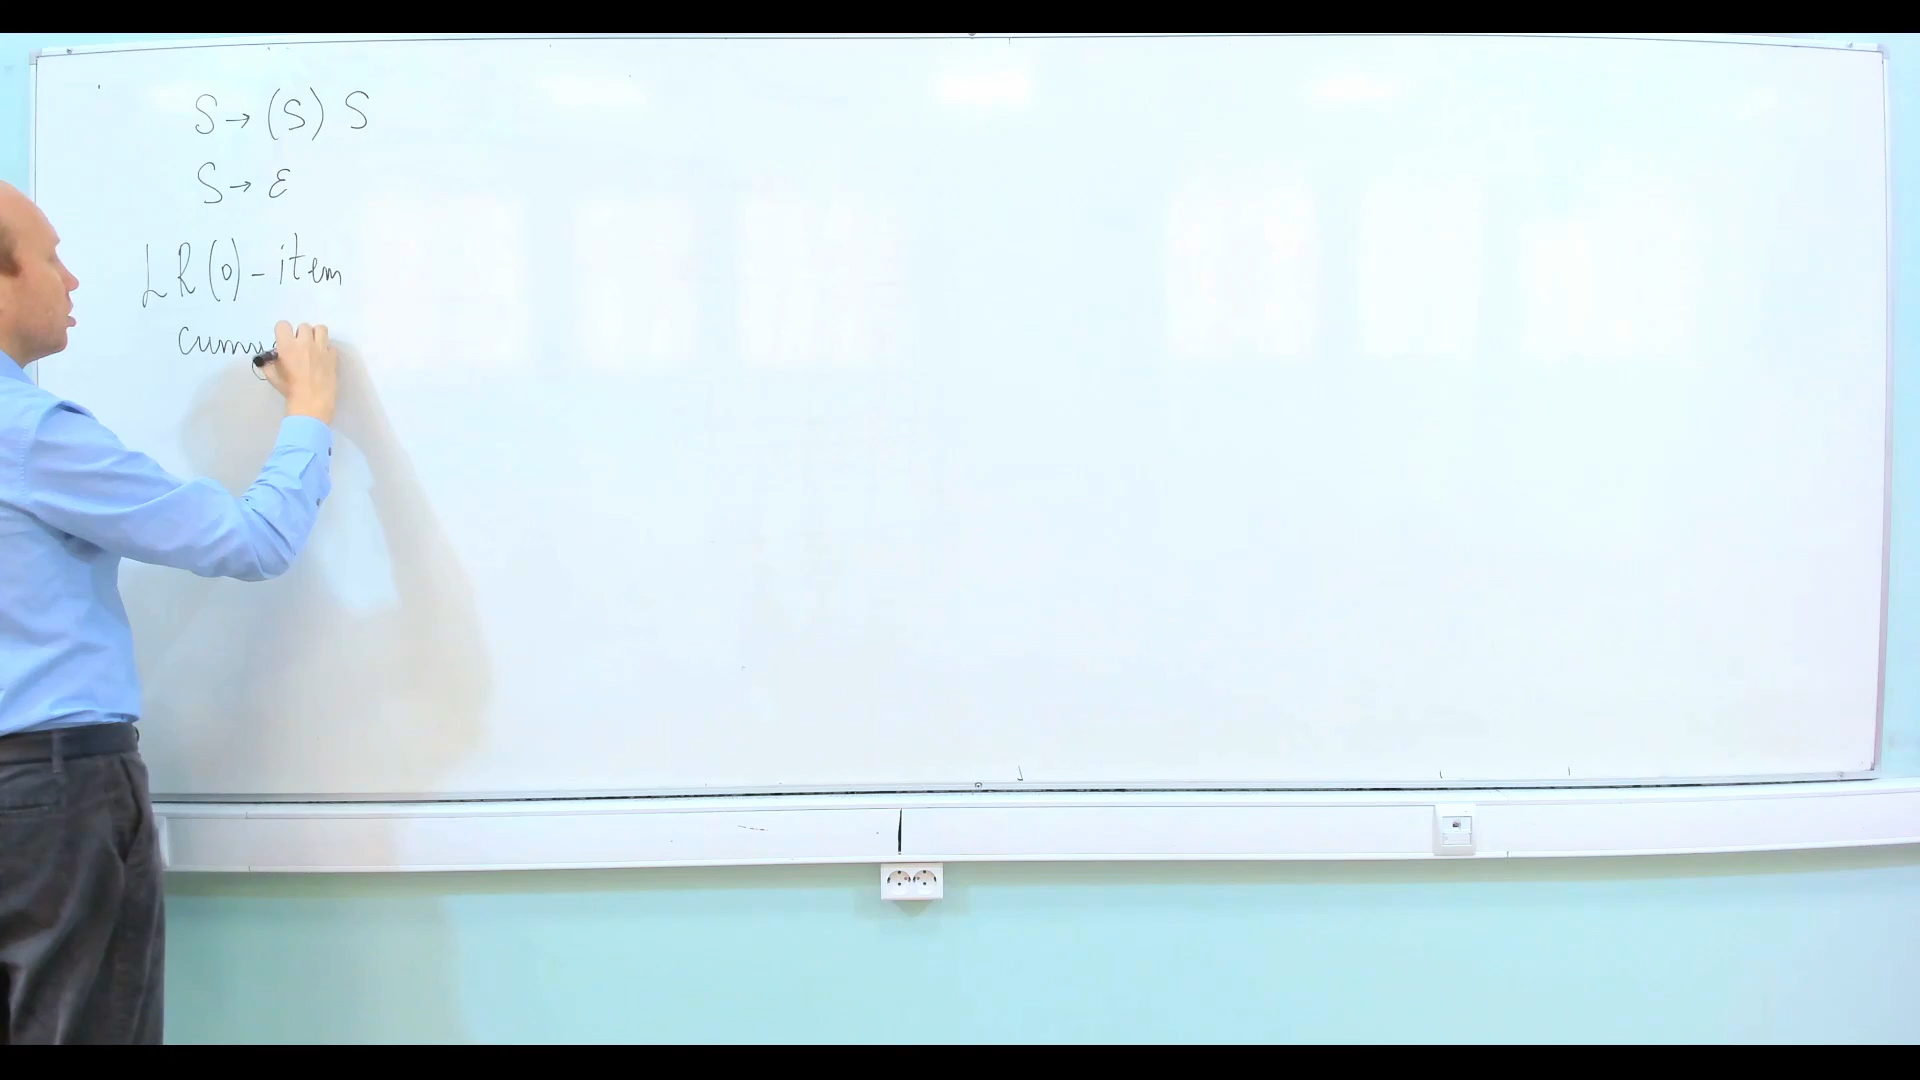 S → (S) S
S → ε
LR(0) - item